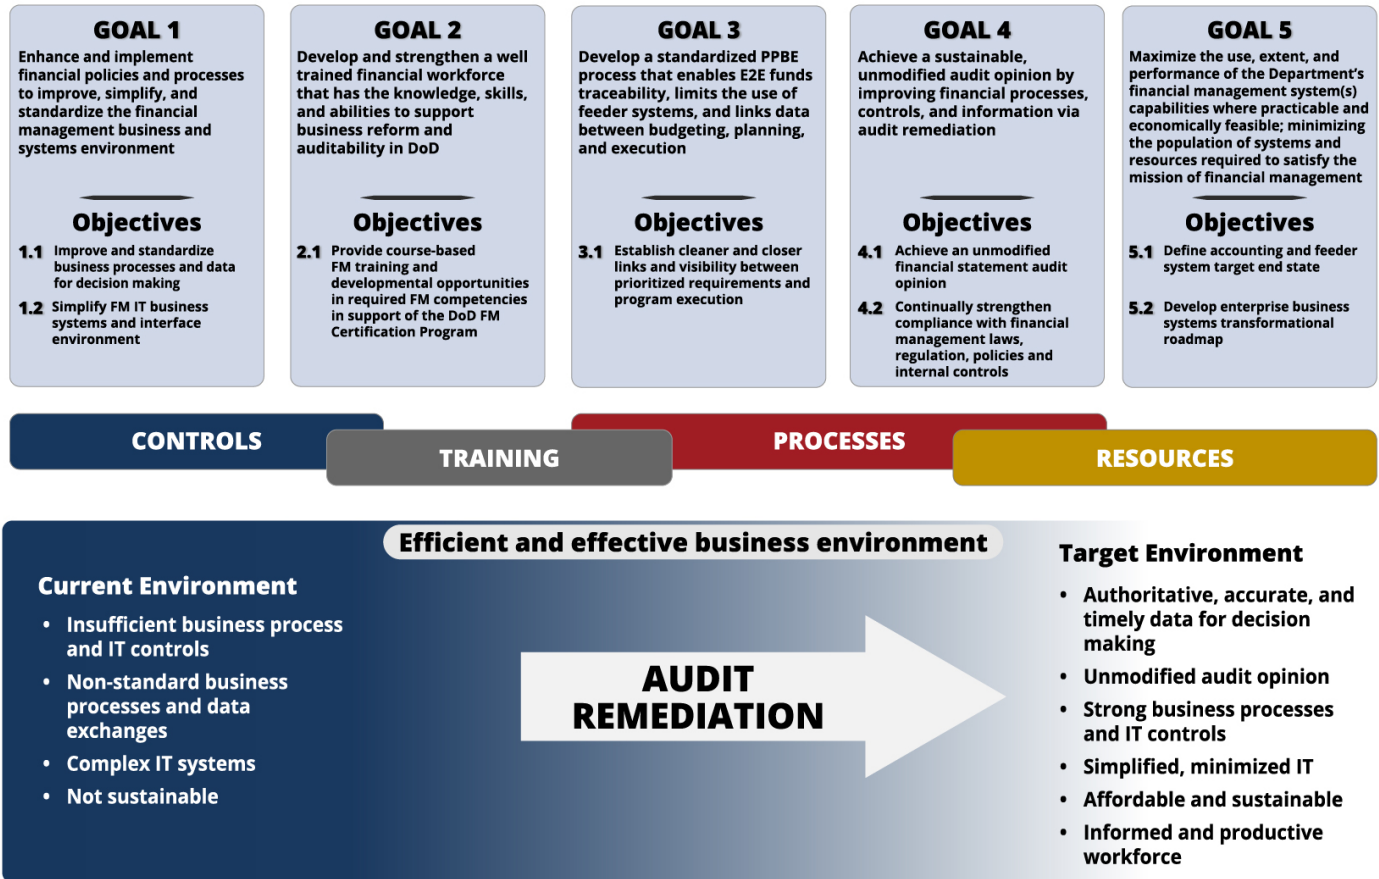 GOAL 1
Enhance and implement
financial policies and processes
to improve, simplify, and
standardize the financial
management business and
systems environment
Objectives
1.1 Improve and standardize
business processes and data
for decision making
1.2 Simplify FM IT business
systems and interface
environment
GOAL 2
Develop and strengthen a well
trained financial workforce
that has the knowledge, skills,
and abilities to support
business reform and
auditability in DoD
Objectives
2.1 Provide course-based
FM training and
developmental opportunities
in required FM competencies
in support of the DoD FM
Certification Program
GOAL 3
Develop a standardized PPBE
process that enables E2E funds
traceability, limits the use of
feeder systems, and links data
between budgeting, planning,
and execution
Objectives
3.1 Establish cleaner and closer
links and visibility between
prioritized requirements and
program execution
GOAL 4
Achieve a sustainable,
unmodified audit opinion by
improving financial processes,
controls, and information via
audit remediation
Objectives
4.1 Achieve an unmodified
financial statement audit
opinion
4.2 Continually strengthen
compliance with financial
management laws,
regulation, policies and
internal controls
GOAL 5
Maximize the use, extent, and
performance of the Department's
financial management system(s)
capabilities where practicable and
economically feasible; minimizing
the population of systems and
resources required to satisfy the
mission of financial management
Objectives
5.1 Define accounting and feeder
system target end state
5.2 Develop enterprise business
systems transformational
roadmap
CONTROLS
TRAINING
PROCESSES
RESOURCES
Efficient and effective business environment
Current Environment
• Insufficient business process
and IT controls
• Non-standard business
processes and data
exchanges
• Complex IT systems
• Not sustainable
AUDIT
REMEDIATION
Target Environment
• Authoritative, accurate, and
timely data for decision
making
• Unmodified audit opinion
• Strong business processes
and IT controls
• Simplified, minimized IT
• Affordable and sustainable
• Informed and productive
workforce